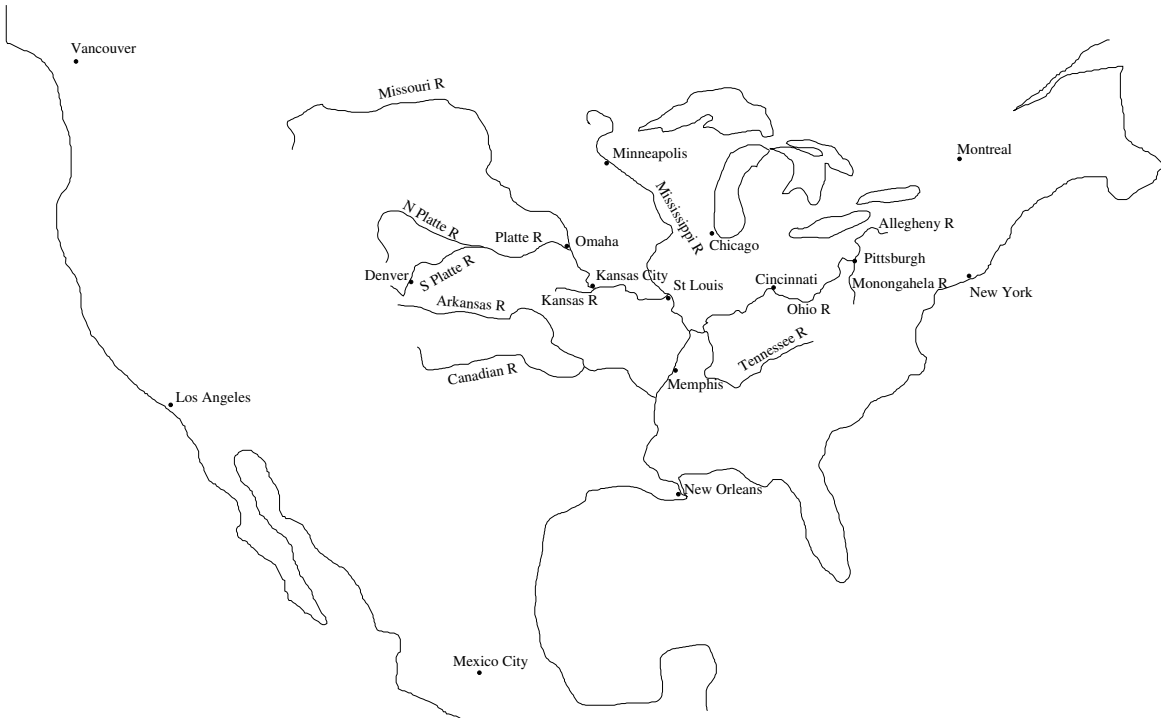 Vancouver
Missouri R
Minneapolis
Montreal
Mississippi R
N Platte R
Platte R
Omaha
Chicago
Allegheny R
Pittsburgh
Denver
S Platte R
Kansas City
St Louis
Cincinnati
Monongahela R
New York
Arkansas R
Kansas R
Ohio R
Tennessee R
Canadian R
Memphis
Los Angeles
New Orleans
Mexico City